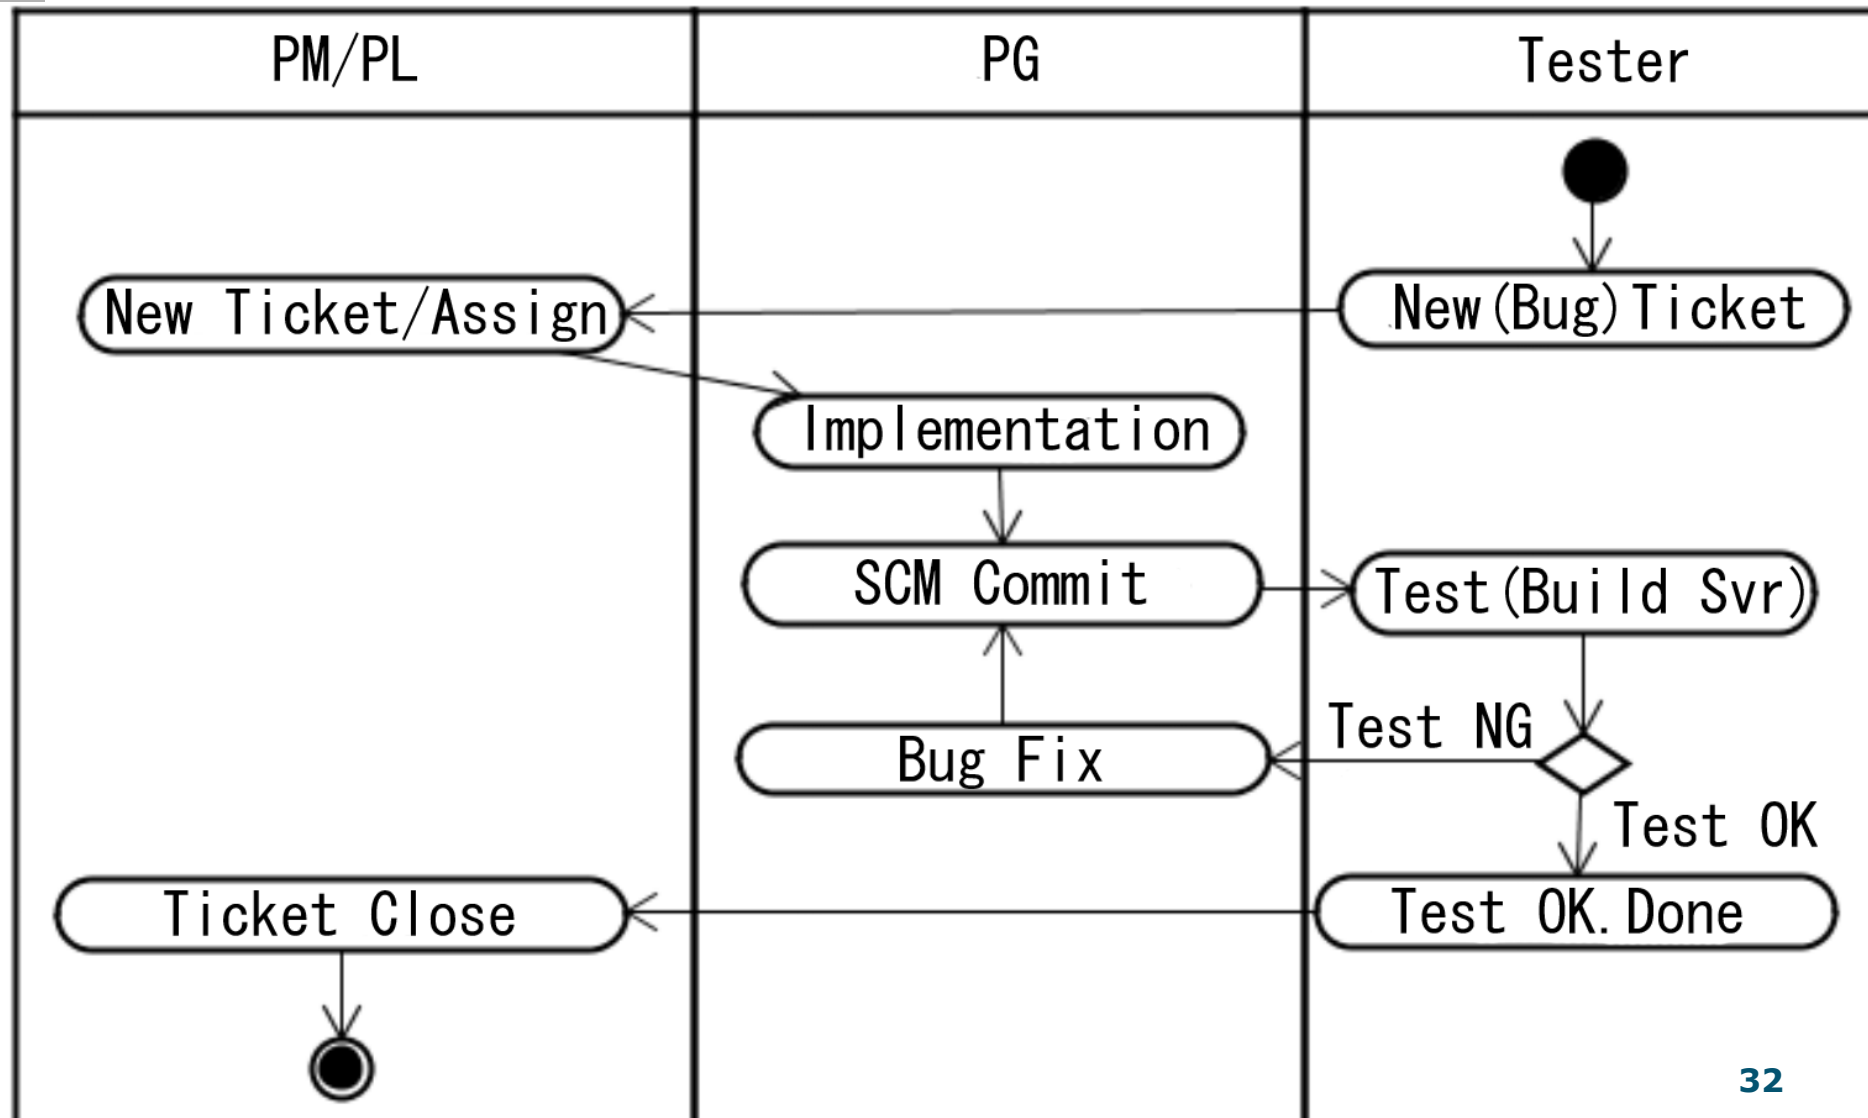 PM/PL
PG
Tester
New Ticket/Assign
New(Bug)Ticket
Implementation
SCM Commit
Test(Build Svr)
Test NG
Bug Fix
Test OK
Ticket Close
Test OK.Done
32